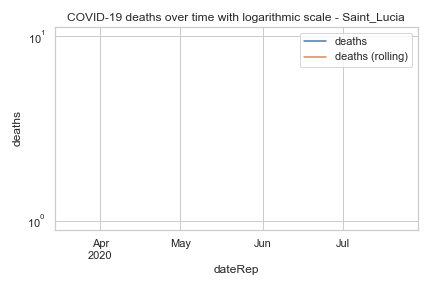 COVID-19 deaths over time with logarithmic scale - Saint_Lucia
10¹
deaths
deaths (rolling)
deaths
10⁰
Apr
2020
May
Jun
Jul
dateRep